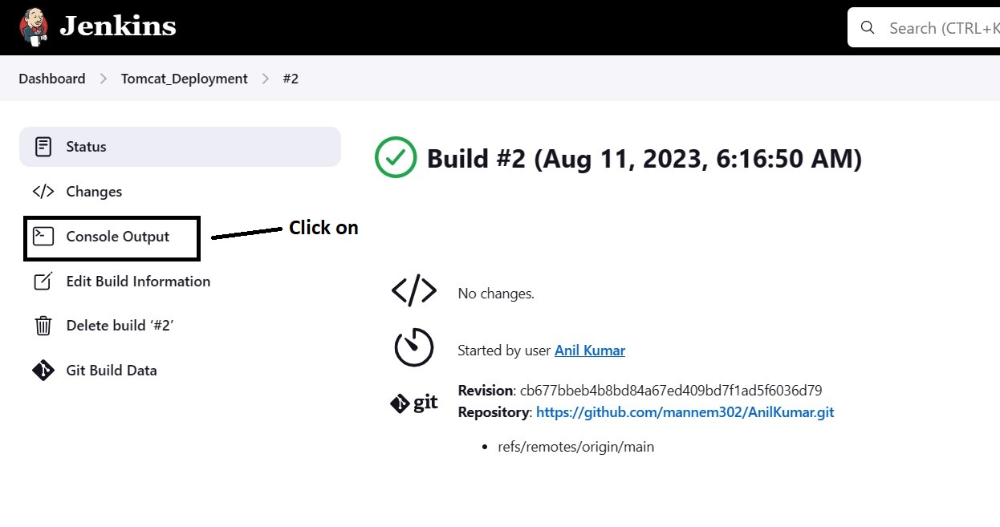 Jenkins
Search (CTRL+K
Dashboard > Tomcat_Deployment > #2
Status
Changes
Console Output
Click on
Edit Build Information
Delete build ‘#2’
Git Build Data
Build #2 (Aug 11, 2023, 6:16:50 AM)
No changes.
Started by user Anil Kumar
git
Revision: cb677bbeb4b8bd84a67ed409bd7f1ad5f6036d79
Repository: https://github.com/mannem302/AnilKumar.git
• refs/remotes/origin/main